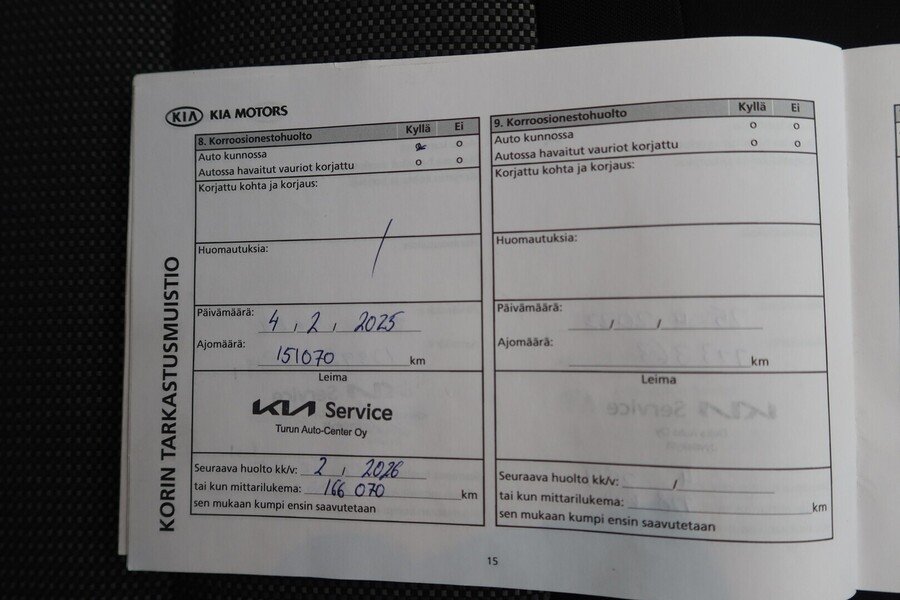 KIA KIA MOTORS
KORIN TARKASTUSMUISTIO
8. Korroosionestohuolto Kyllä Ei
Auto kunnossa o
Autossa havaitut vauriot korjattu o o
Korjattu kohta ja korjaus:
Huomautuksia: /
Päivämäärä: 4 , 2 , 2025
Ajomäärä: 151070 km
Leima
KIA Service
Turun Auto-Center Oy
Seuraava huolto kk/v: 2 , 2026
tai kun mittarilukema: 166 070 km
sen mukaan kumpi ensin saavutetaan
9. Korroosionestohuolto Kyllä Ei
Auto kunnossa o o
Autossa havaitut vauriot korjattu o o
Korjattu kohta ja korjaus:
Huomautuksia:
Päivämäärä: / /
Ajomäärä: km
Leima
Seuraava huolto kk/v: /
tai kun mittarilukema: km
sen mukaan kumpi ensin saavutetaan
15